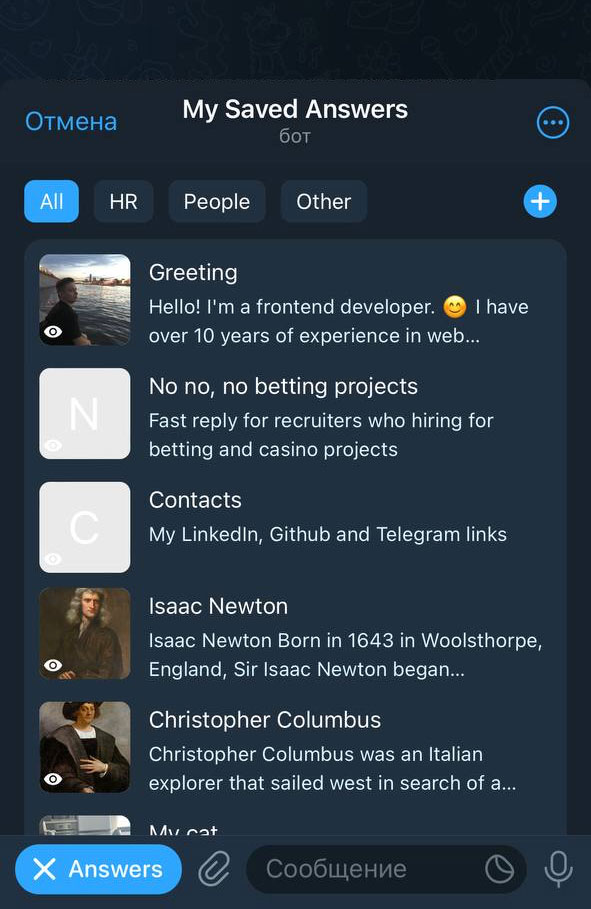 Отмена
My Saved Answers
бот
All
HR
People
Other
Greeting
Hello! I'm a frontend developer. 😊 I have
over 10 years of experience in web...
N
No no, no betting projects
Fast reply for recruiters who hiring for
betting and casino projects
C
Contacts
My LinkedIn, Github and Telegram links
Isaac Newton
Isaac Newton Born in 1643 in Woolsthorpe,
England, Sir Isaac Newton began...
Christopher Columbus
Christopher Columbus was an Italian
explorer that sailed west in search of a...
My cat
Answers
Сообщение